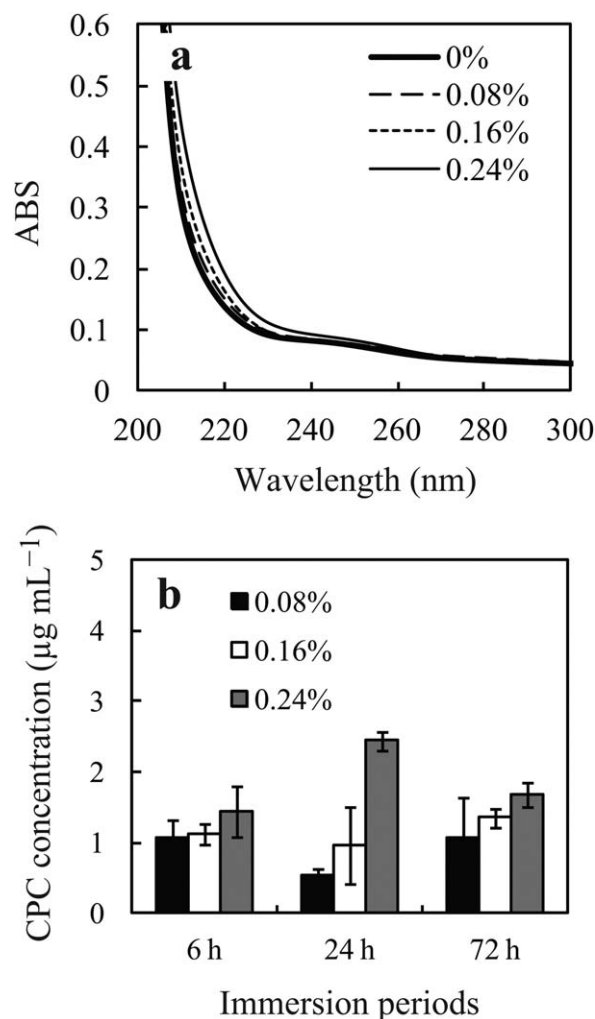 a
0.6
0.5
0.4
0.3
0.2
0.1
0
ABS
0%
0.08%
0.16%
0.24%
200 220 240 260 280 300
Wavelength (nm)
b
5
4
3
2
1
0
CPC concentration (µg mL−1)
0.08%
0.16%
0.24%
6 h 24 h 72 h
Immersion periods